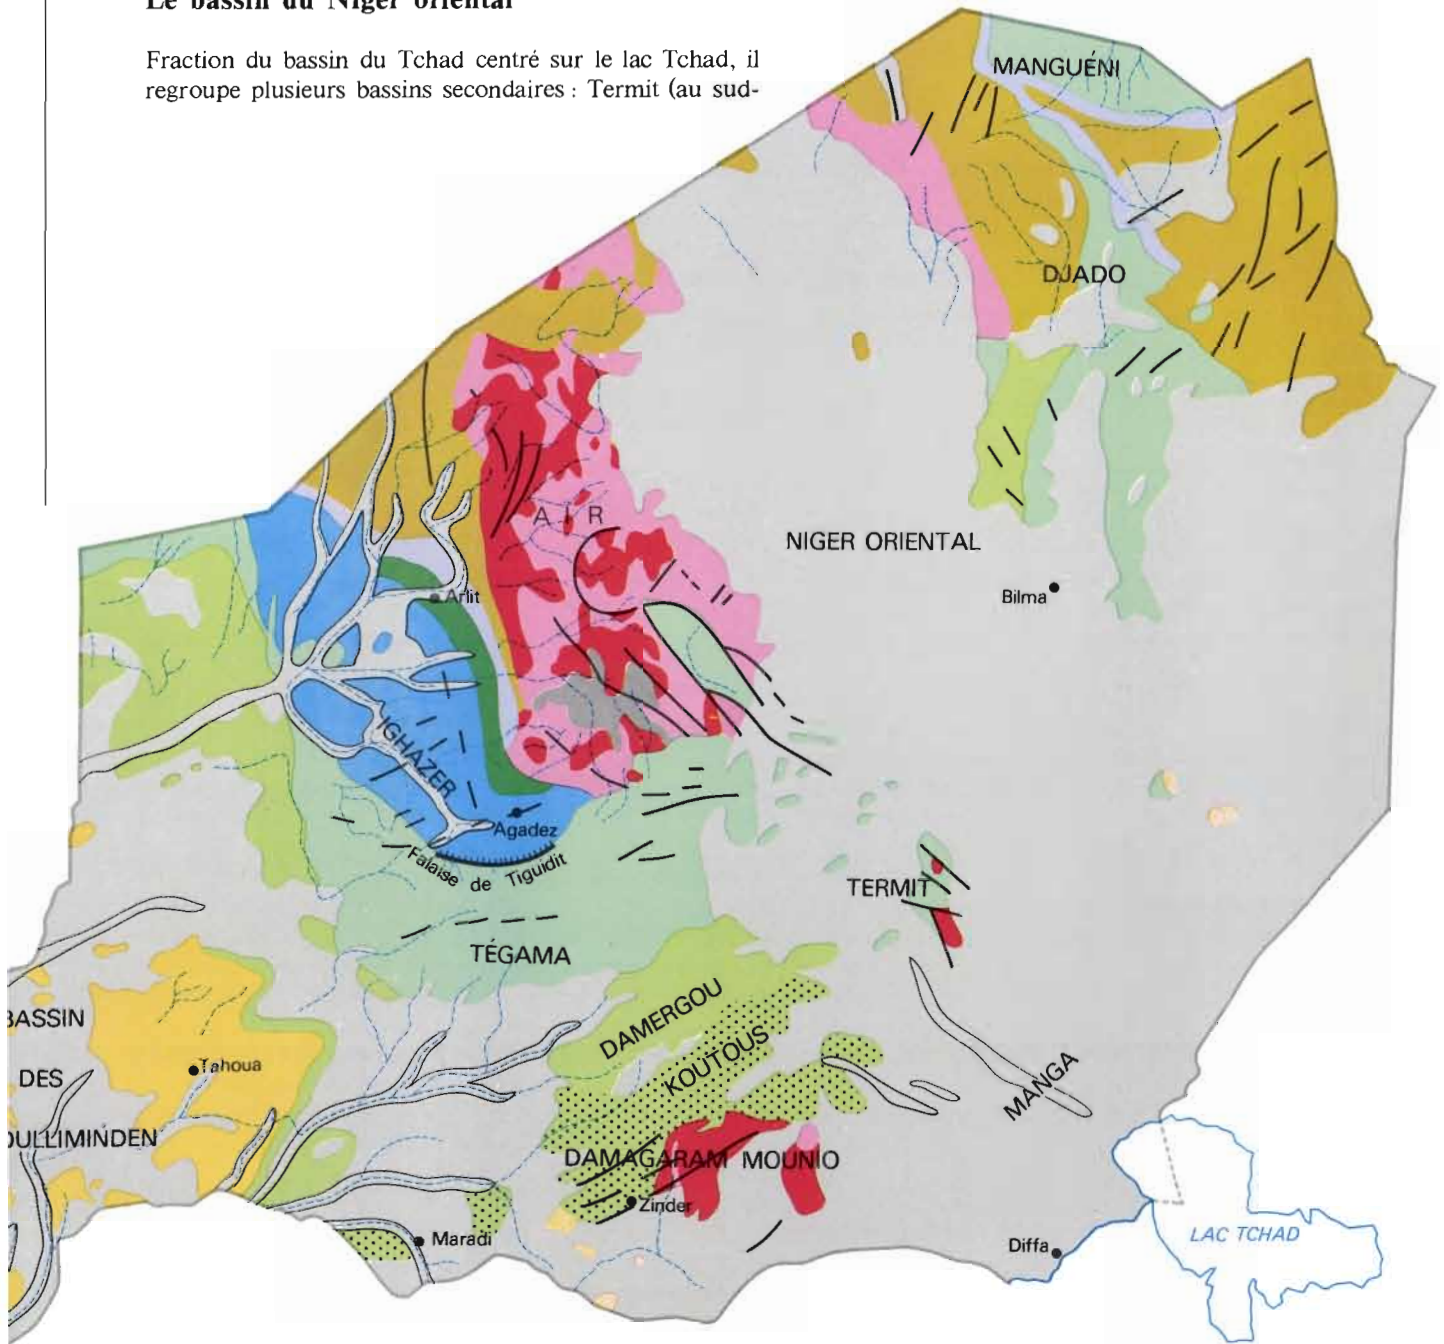 Le bassin du Niger oriental
Fraction du bassin du Tchad centré sur le lac Tchad, il
regroupe plusieurs bassins secondaires : Termit (au sud-
MANGUÉNI
DJADO
AIR
NIGER ORIENTAL
Bilma
Arlit
IGHAZER
Agadez
Falaise de Tiguidit
TERMIT
TÉGAMA
DAMERGOU
KOUTOUS
MANGA
BASSIN
DES
OULLIMINDEN
Tahoua
DAMAGARAM MOUNIO
Zinder
Maradi
Diffa
LAC TCHAD